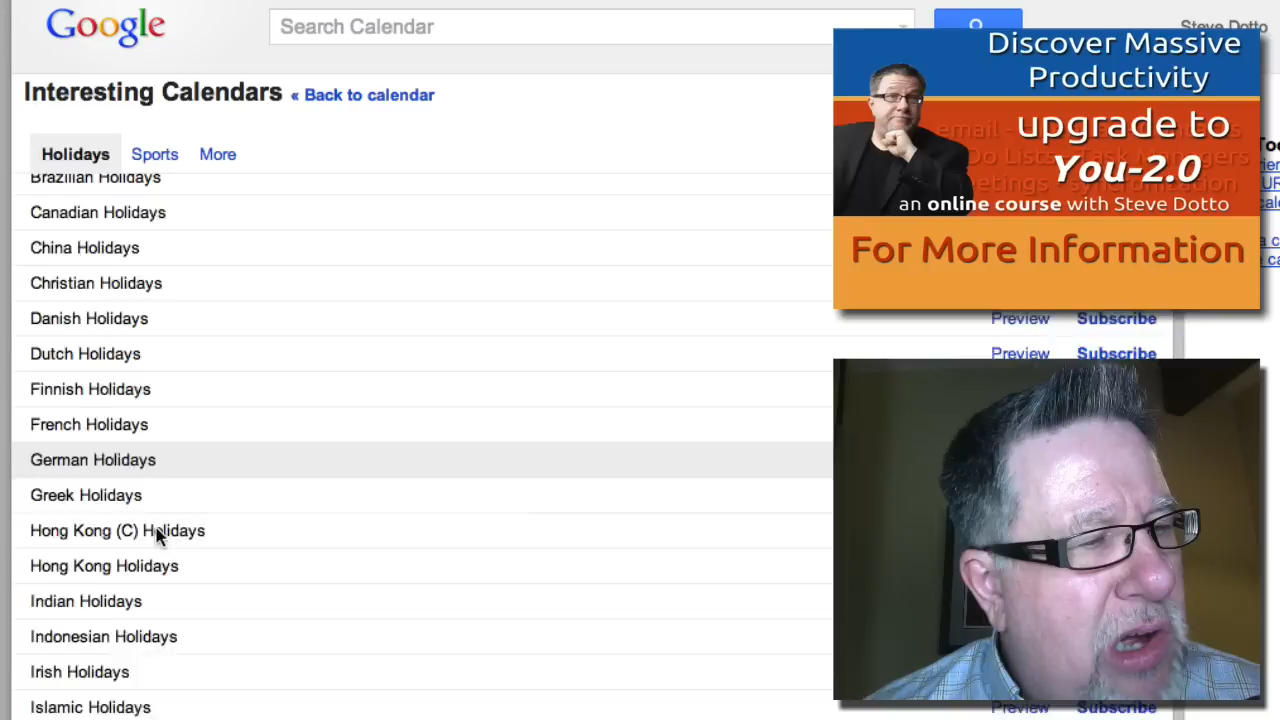 Google
Search Calendar
Steve Dotto
Interesting Calendars « Back to calendar
Holidays Sports More
Brazilian Holidays
Canadian Holidays
China Holidays
Christian Holidays
Danish Holidays Preview Subscribe
Dutch Holidays Preview Subscribe
Finnish Holidays
French Holidays
German Holidays
Greek Holidays
Hong Kong (C) Holidays
Hong Kong Holidays
Indian Holidays
Indonesian Holidays
Irish Holidays
Islamic Holidays Preview Subscribe
Discover Massive
Productivity
upgrade to
You-2.0
an online course with Steve Dotto
For More Information